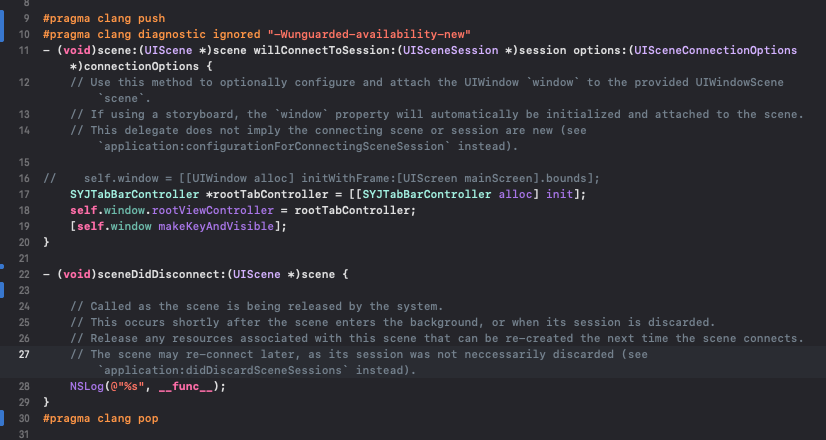 8
9 #pragma clang push
10 #pragma clang diagnostic ignored "-Wunguarded-availability-new"
11 - (void)scene:(UIScene *)scene willConnectToSession:(UISceneSession *)session options:(UISceneConnectionOptions
*)connectionOptions {
12 // Use this method to optionally configure and attach the UIWindow `window` to the provided UIWindowScene
`scene`.
13 // If using a storyboard, the `window` property will automatically be initialized and attached to the scene.
14 // This delegate does not imply the connecting scene or session are new (see
`application:configurationForConnectingSceneSession` instead).
15
16 //    self.window = [[UIWindow alloc] initWithFrame:[UIScreen mainScreen].bounds];
17 SYJTabBarController *rootTabController = [[SYJTabBarController alloc] init];
18 self.window.rootViewController = rootTabController;
19 [self.window makeKeyAndVisible];
20 }
21
22 - (void)sceneDidDisconnect:(UIScene *)scene {
23
24 // Called as the scene is being released by the system.
25 // This occurs shortly after the scene enters the background, or when its session is discarded.
26 // Release any resources associated with this scene that can be re-created the next time the scene connects.
27 // The scene may re-connect later, as its session was not neccessarily discarded (see
`application:didDiscardSceneSessions` instead).
28 NSLog(@"%s", __func__);
29 }
30 #pragma clang pop
31